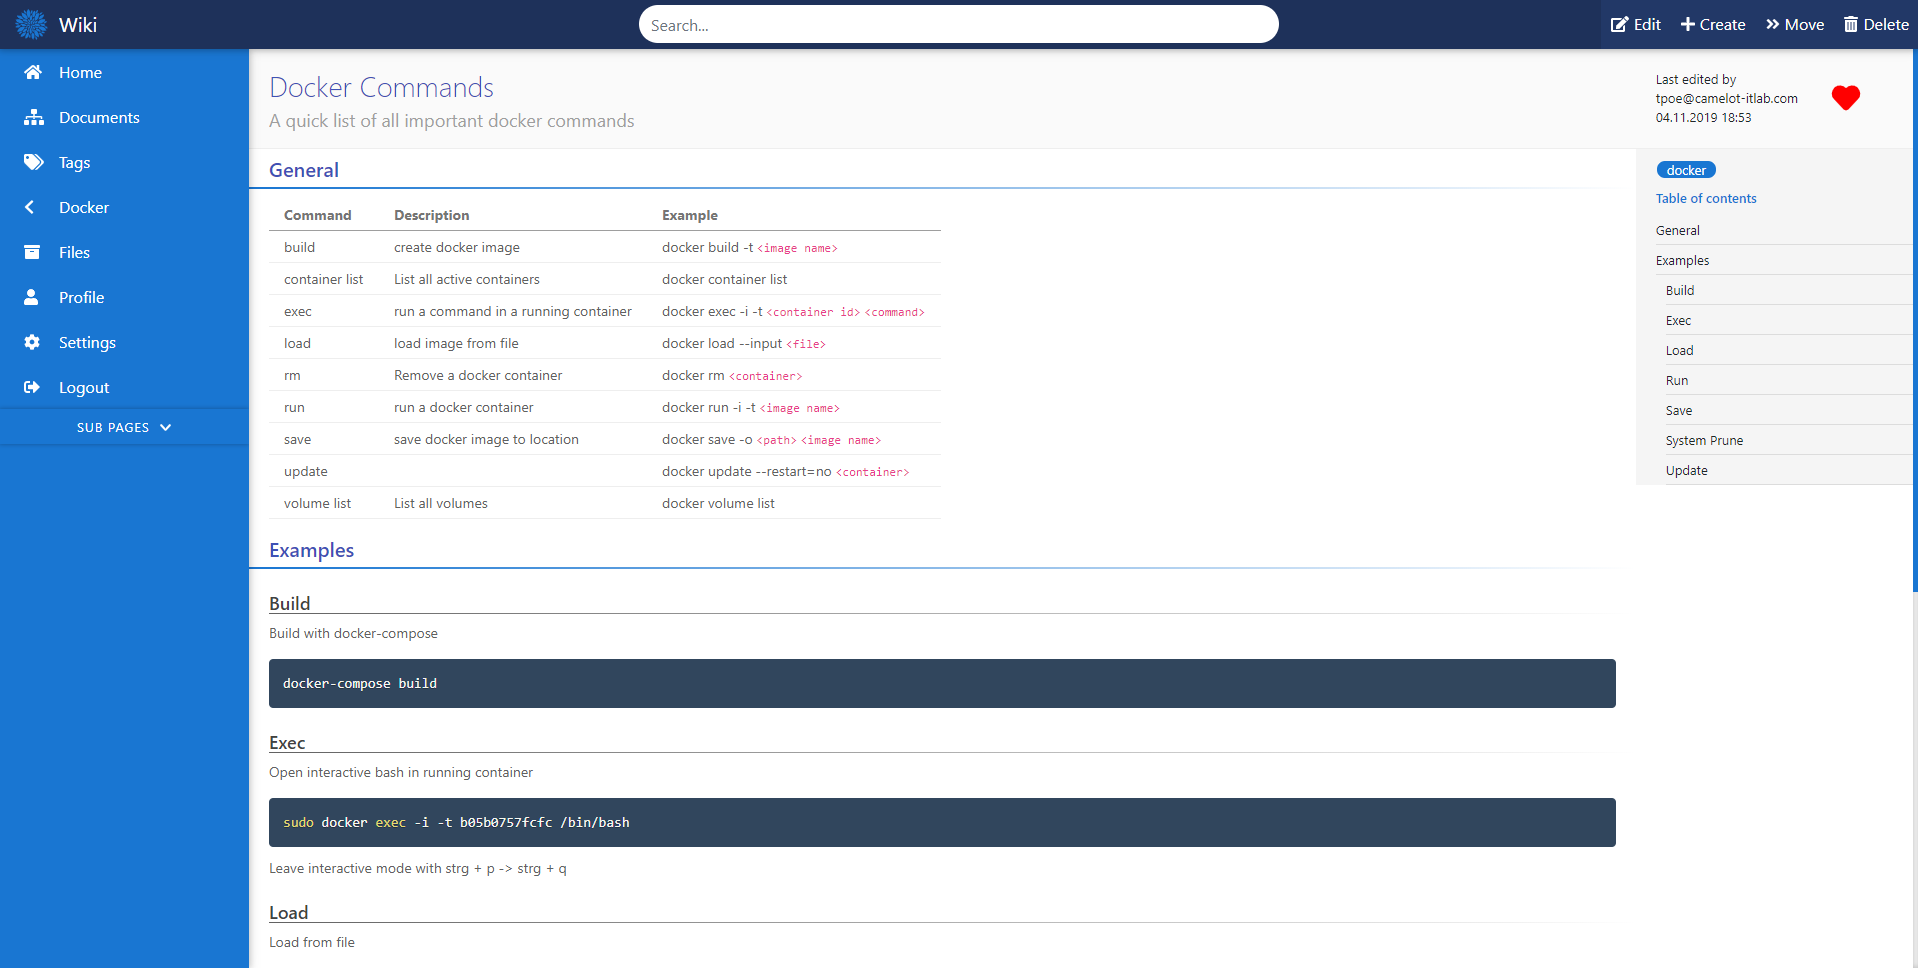 Wiki
Search...
Edit Create Move Delete
Home
Documents
Tags
Docker
Files
Profile
Settings
Logout
SUB PAGES
Docker Commands
A quick list of all important docker commands
Last edited by
tpoe@camelot-itlab.com
04.11.2019 18:53
General
Command Description Example
build create docker image docker build -t <image name>
container list List all active containers docker container list
exec run a command in a running container docker exec -i -t <container id> <command>
load load image from file docker load --input <file>
rm Remove a docker container docker rm <container>
run run a docker container docker run -i -t <image name>
save save docker image to location docker save -o <path> <image name>
update docker update --restart=no <container>
volume list List all volumes docker volume list
Examples
Build
Build with docker-compose
docker-compose build
Exec
Open interactive bash in running container
sudo docker exec -i -t b05b0757fcfc /bin/bash
Leave interactive mode with strg + p -> strg + q
Load
Load from file
docker
Table of contents
General
Examples
Build
Exec
Load
Run
Save
System Prune
Update